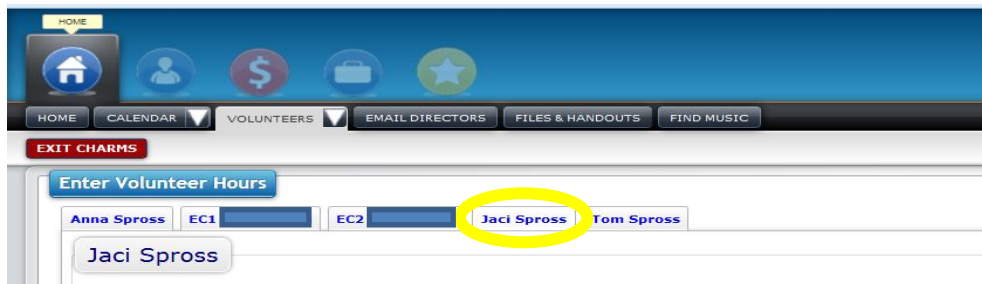 HOME
HOME CALENDAR VOLUNTEERS EMAIL DIRECTORS FILES & HANDOUTS FIND MUSIC
EXIT CHARMS
Enter Volunteer Hours
Anna Spross EC1 EC2 Jaci Spross Tom Spross
Jaci Spross